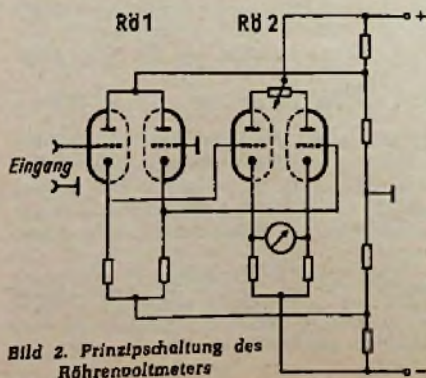 Rö1 Rö2
+
Eingang
Bild 2. Prinzipschaltung des
Röhrenvoltmeters
−